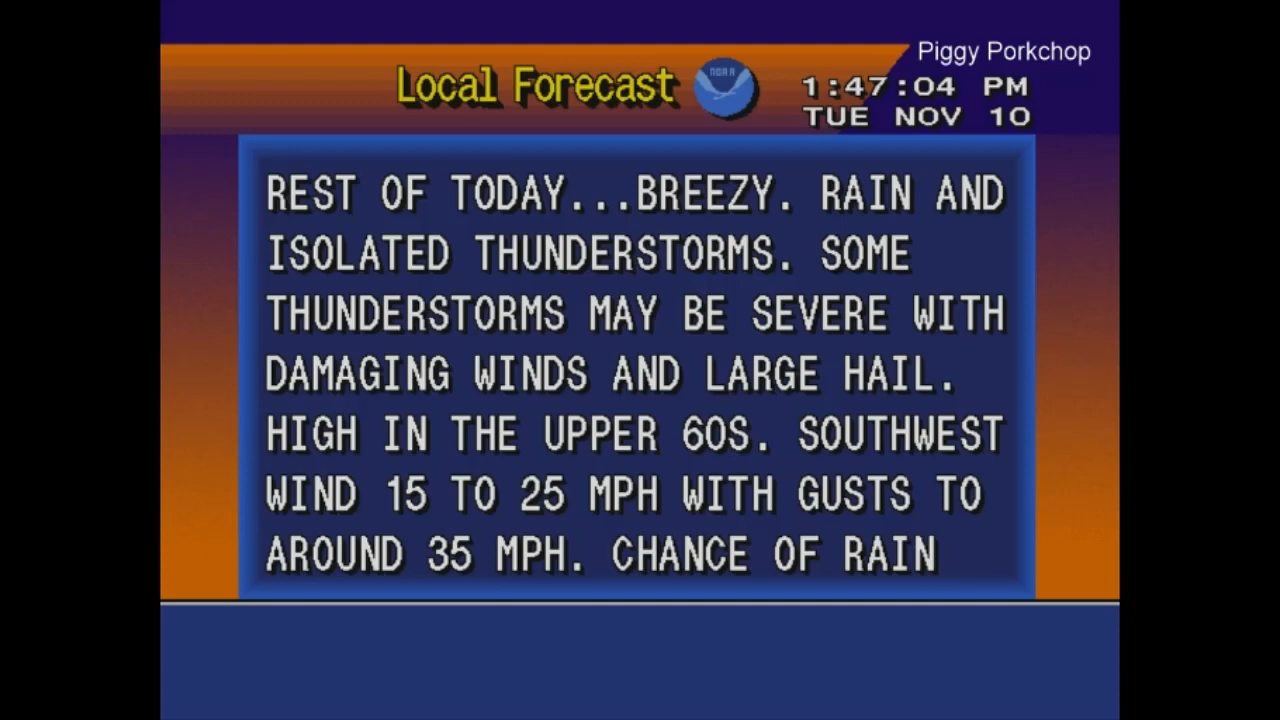 Piggy Porkchop
Local Forecast
NOAA
1:47:04 PM
TUE NOV 10
REST OF TODAY...BREEZY. RAIN AND
ISOLATED THUNDERSTORMS. SOME
THUNDERSTORMS MAY BE SEVERE WITH
DAMAGING WINDS AND LARGE HAIL.
HIGH IN THE UPPER 60S. SOUTHWEST
WIND 15 TO 25 MPH WITH GUSTS TO
AROUND 35 MPH. CHANCE OF RAIN